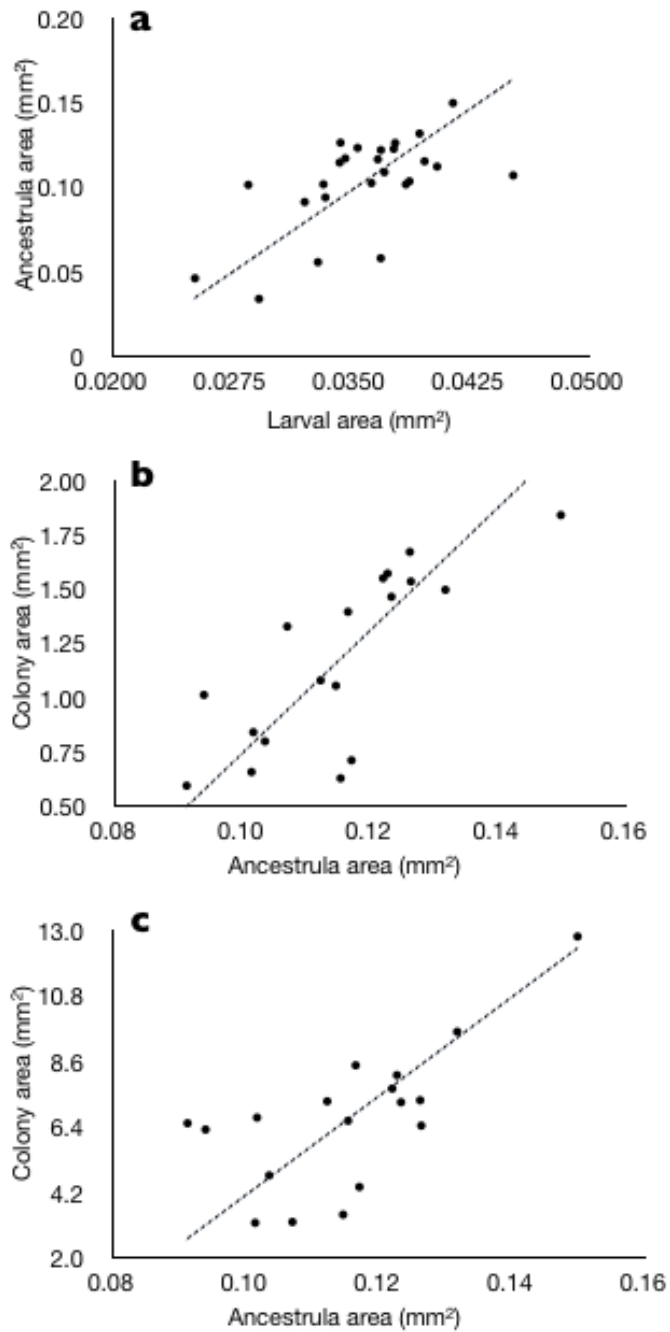 a
0.20
0.15
0.10
0.05
0
Ancestrula area (mm²)
0.0200 0.0275 0.0350 0.0425 0.0500
Larval area (mm²)
b
2.00
1.75
1.50
1.25
1.00
0.75
0.50
Colony area (mm²)
0.08 0.10 0.12 0.14 0.16
Ancestrula area (mm²)
c
13.0
10.8
8.6
6.4
4.2
2.0
Colony area (mm²)
0.08 0.10 0.12 0.14 0.16
Ancestrula area (mm²)